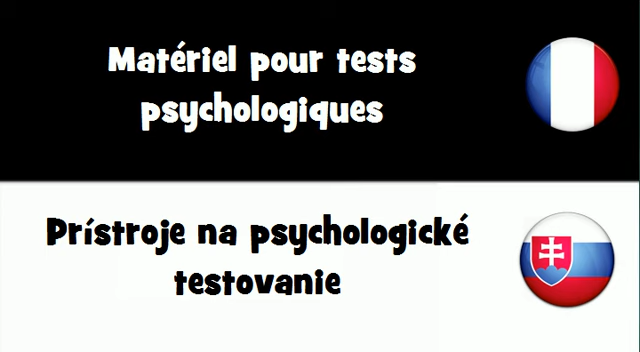 Matériel pour tests
psychologiques
Prístroje na psychologické
testovanie